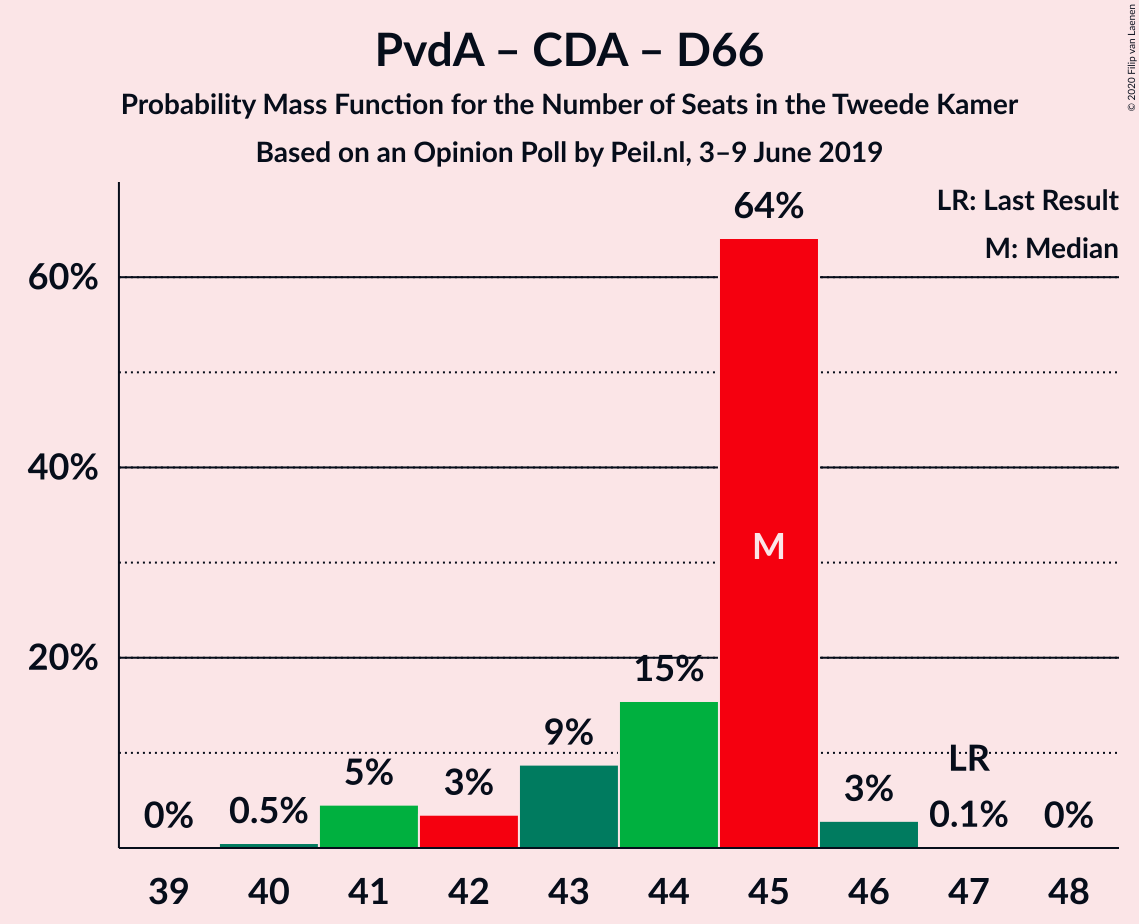 PvdA – CDA – D66
Probability Mass Function for the Number of Seats in the Tweede Kamer
Based on an Opinion Poll by Peil.nl, 3–9 June 2019
© 2020 Filip van Laenen
LR: Last Result
M: Median
60%
40%
20%
0%
0.5%
5%
3%
9%
15%
64%
M
3%
LR
0.1%
0%
39 40 41 42 43 44 45 46 47 48